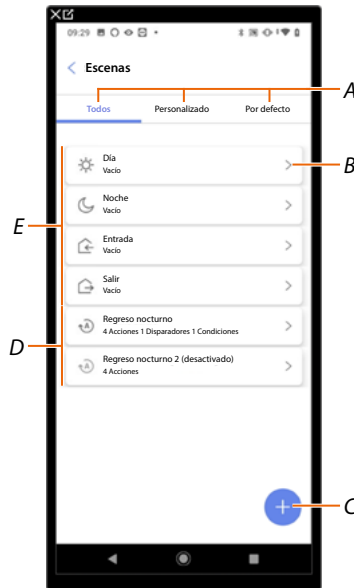 09:29
Escenas
A
Todos Personalizado Por defecto
Día
Vacío
B
Noche
Vacío
E
Entrada
Vacío
Salir
Vacío
Regreso nocturno
4 Acciones 1 Disparadores 1 Condiciones
D
Regreso nocturno 2 (desactivado)
4 Acciones
C